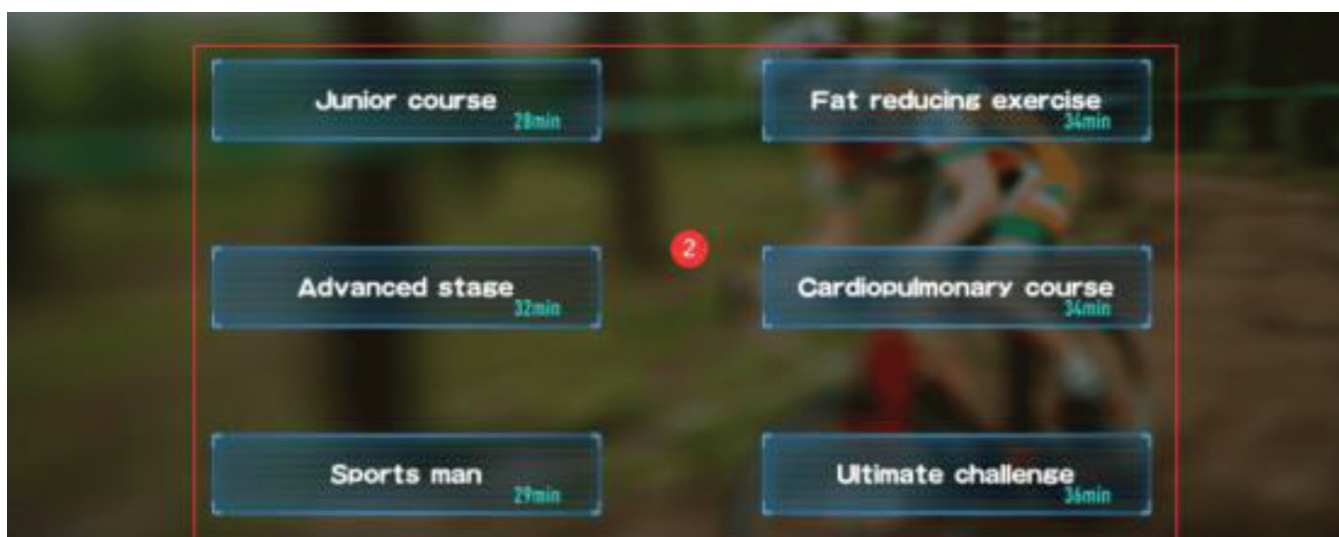 Junior course
28min
Fat reducing exercise
34min
2
Advanced stage
32min
Cardiopulmonary course
34min
Sports man
29min
Ultimate challenge
36min